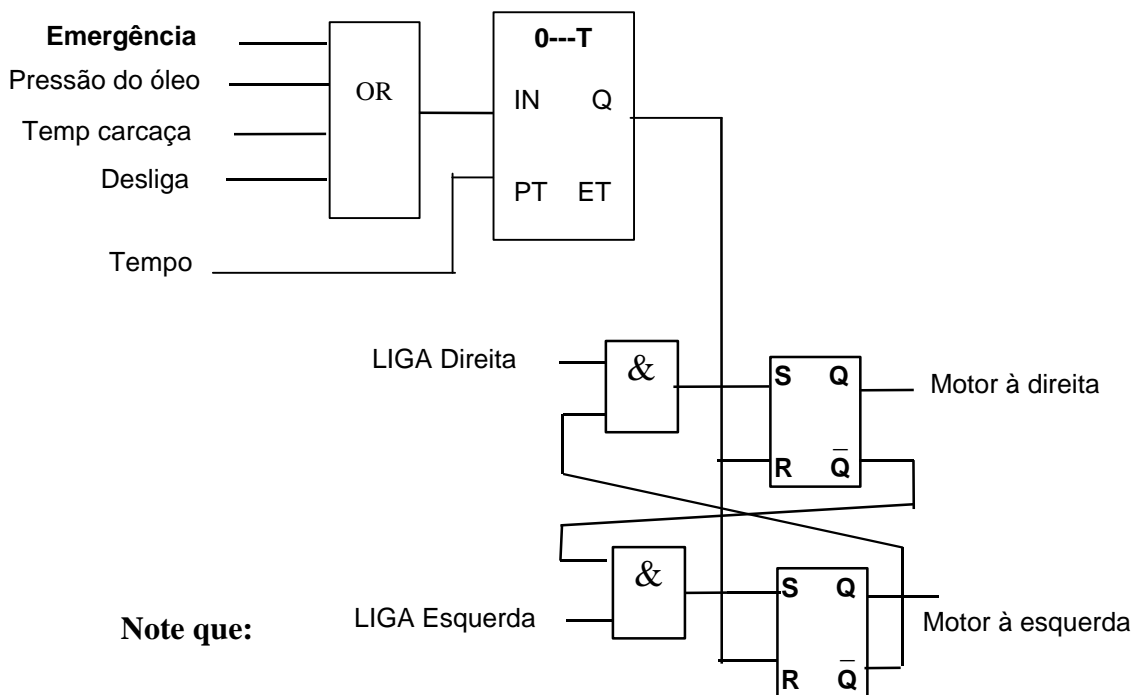 Emergência
Pressão do óleo
Temp carcaça
Desliga
Tempo
OR
0---T
IN Q
PT ET
LIGA Direita
&
S Q
R Q̅
Motor à direita
LIGA Esquerda
&
S Q
R Q̅
Motor à esquerda
Note que: